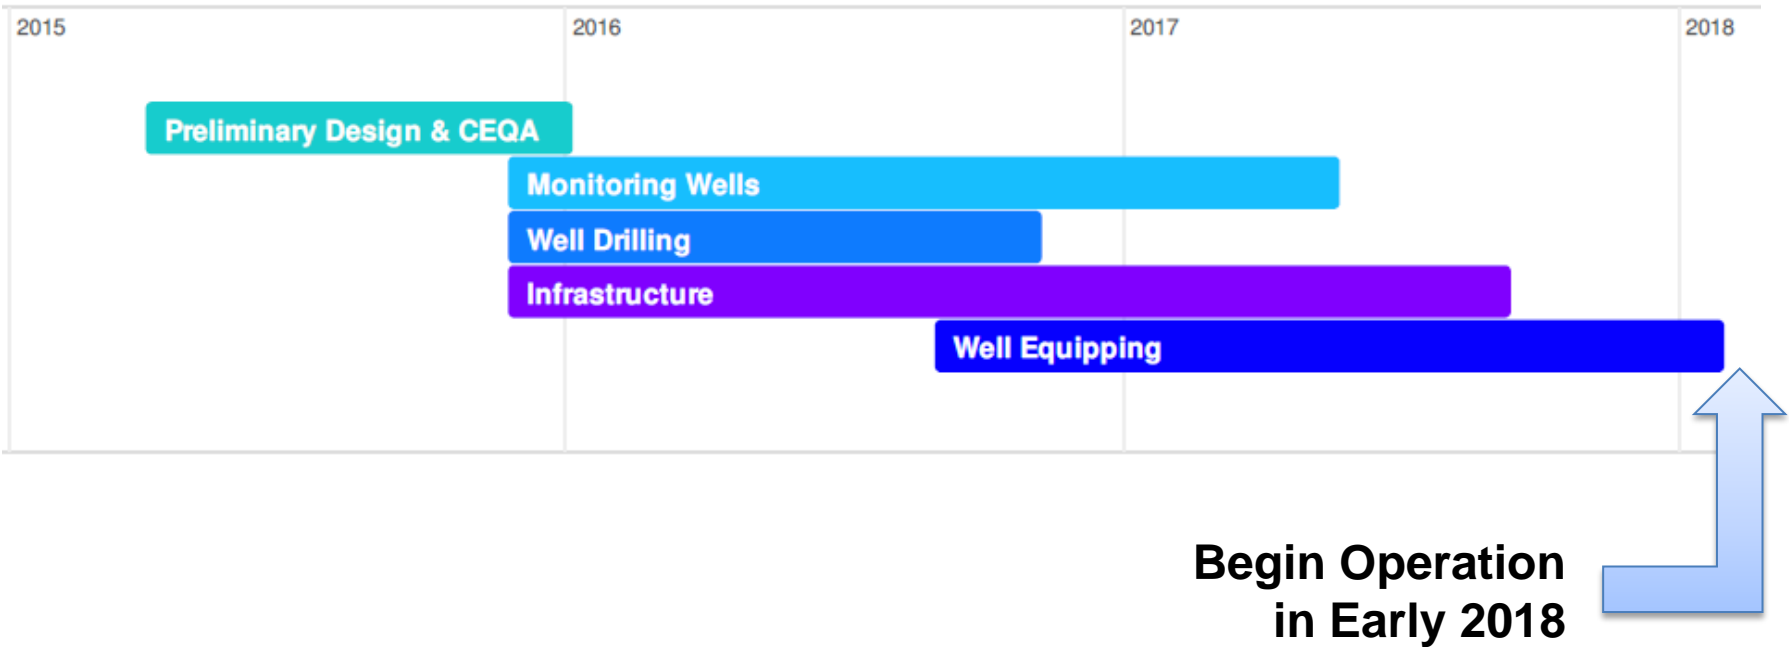 2015
2016
2017
2018
Preliminary Design & CEQA
Monitoring Wells
Well Drilling
Infrastructure
Well Equipping
Begin Operation
in Early 2018